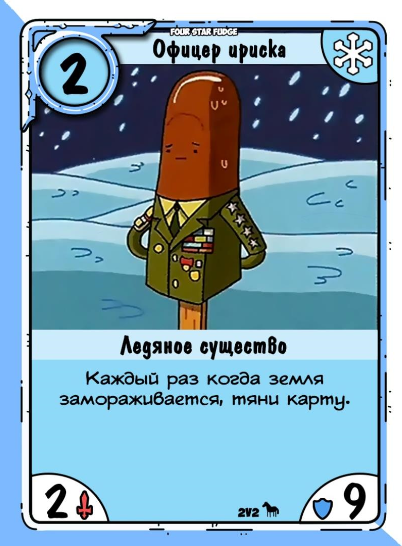 FOUR STAR FUDGE
Офицер ириска
2
Ледяное существо
Каждый раз когда земля
замораживается, тяни карту.
2
2V2
9